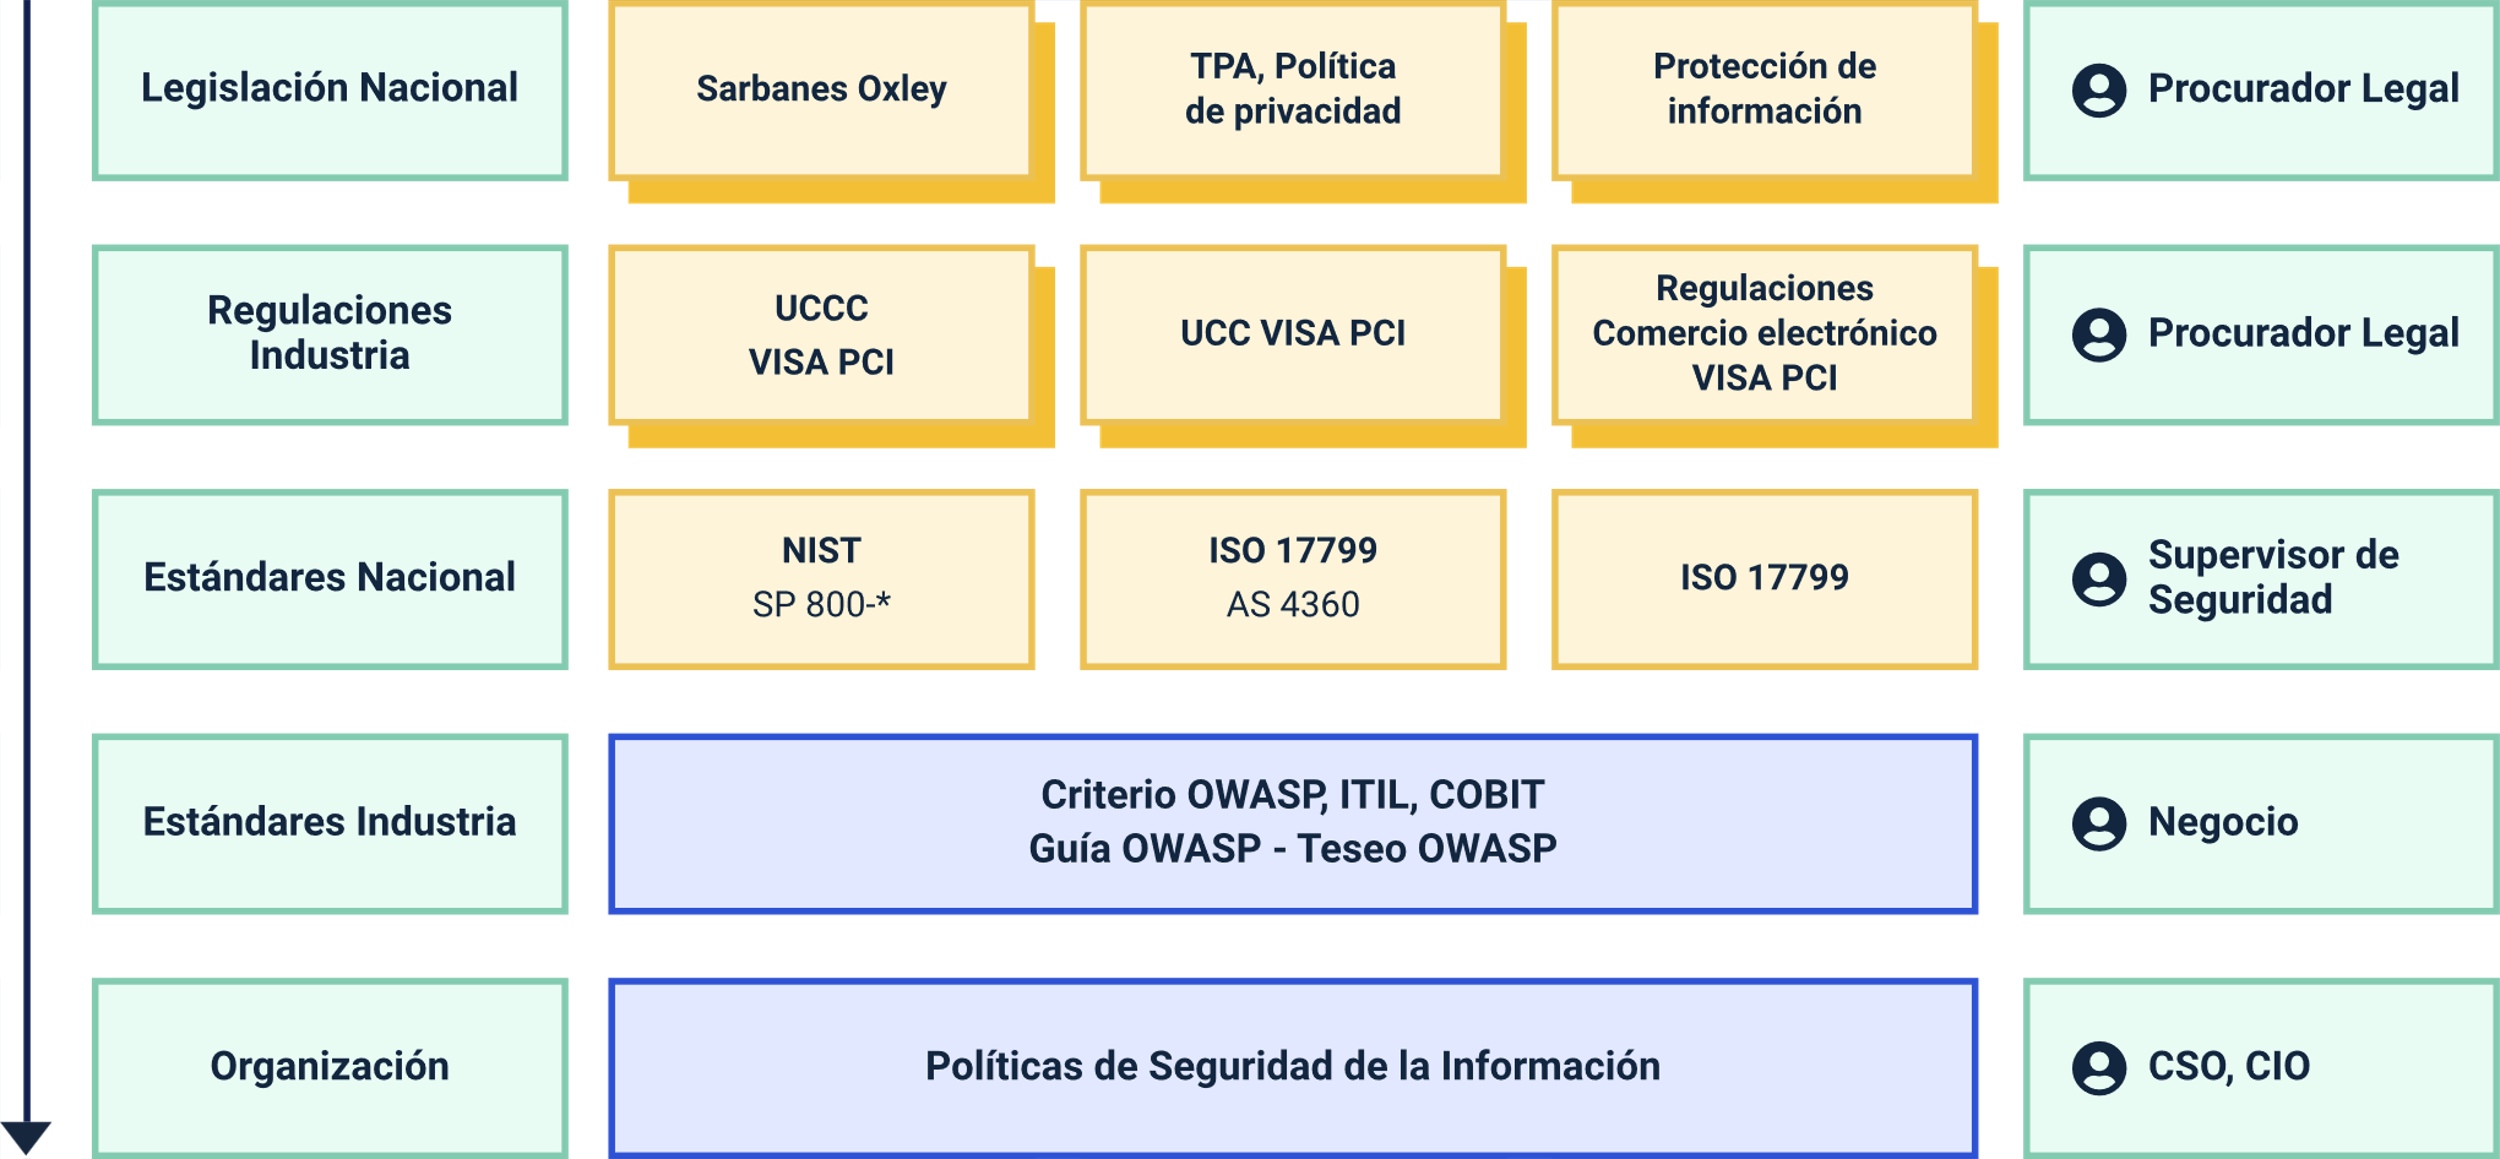 Legislación Nacional
Sarbanes Oxley
TPA, Política
de privacidad
Protección de
información
Procurador Legal
Regulaciones
Industria
UCCC
VISA PCI
UCC VISA PCI
Regulaciones
Comercio electrónico
VISA PCI
Procurador Legal
Estándares Nacional
NIST
SP 800-*
ISO 17799
AS 4360
ISO 17799
Supervisor de
Seguridad
Estándares Industria
Criterio OWASP, ITIL, COBIT
Guía OWASP - Teseo OWASP
Negocio
Organización
Políticas de Seguridad de la Información
CSO, CIO